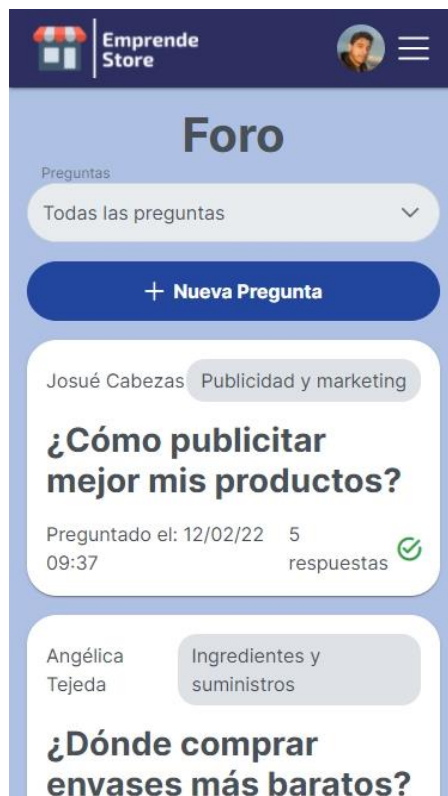 Emprende
Store
Foro
Preguntas
Todas las preguntas
+ Nueva Pregunta
Josué Cabezas Publicidad y marketing
¿Cómo publicitar
mejor mis productos?
Preguntado el: 12/02/22 5
09:37 respuestas
Angélica Ingredientes y
Tejeda suministros
¿Dónde comprar
envases más baratos?